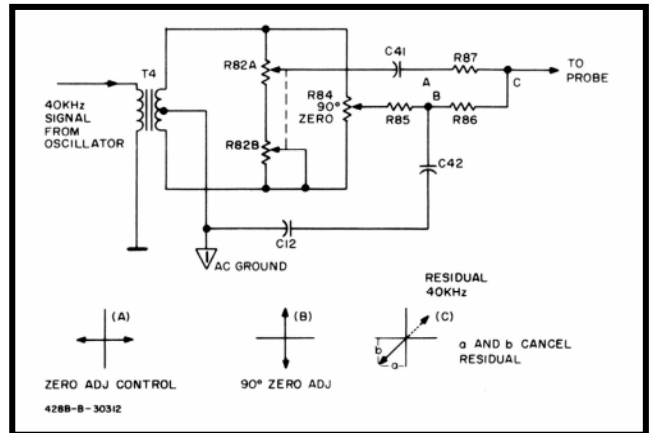 T4
40KHz
SIGNAL
FROM
OSCILLATOR
R82A
R82B
R84
90°
ZERO
C41
A
R87
C
TO
PROBE
B
R85
R86
C42
C12
AC GROUND
(A)
ZERO ADJ CONTROL
(B)
90° ZERO ADJ
RESIDUAL
40KHz
(C)
b
a
a AND b CANCEL
RESIDUAL
428B-B-30312